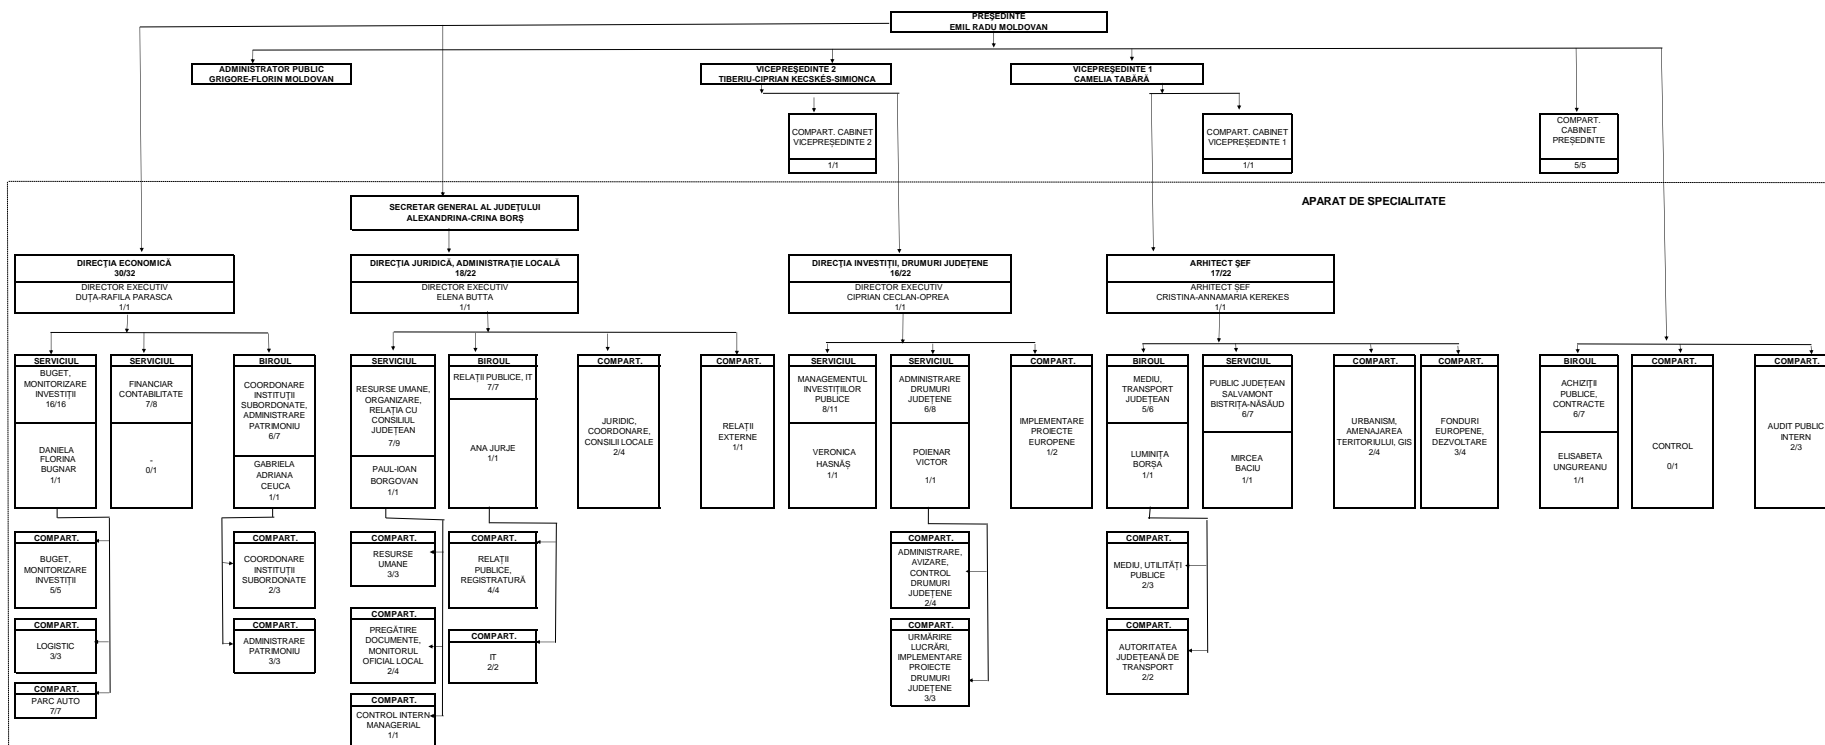 PREȘEDINTE
EMIL RADU MOLDOVAN
ADMINISTRATOR PUBLIC
GRIGORE-FLORIN MOLDOVAN
VICEPREȘEDINTE 2
TIBERIU-CIPRIAN KECSKÉS-SIMIONCA
VICEPREȘEDINTE 1
CAMELIA TABĂRĂ
COMPART. CABINET
VICEPREȘEDINTE 2
1/1
COMPART. CABINET
VICEPREȘEDINTE 1
1/1
COMPART.
CABINET
PREȘEDINTE
5/5
APARAT DE SPECIALITATE
SECRETAR GENERAL AL JUDEȚULUI
ALEXANDRINA-CRINA BORȘ
DIRECȚIA ECONOMICĂ
30/32
DIRECTOR EXECUTIV
DUȚA-RAFILA PARASCA
1/1
DIRECȚIA JURIDICĂ, ADMINISTRAȚIE LOCALĂ
18/22
DIRECTOR EXECUTIV
ELENA BUTTA
1/1
DIRECȚIA INVESTIȚII, DRUMURI JUDEȚENE
16/22
DIRECTOR EXECUTIV
CIPRIAN CECLAN-OPREA
1/1
ARHITECT ȘEF
17/22
ARHITECT ȘEF
CRISTINA-ANNAMARIA KEREKES
1/1
SERVICIUL
BUGET,
MONITORIZARE
INVESTIȚII
16/16
DANIELA
FLORINA
BUGNAR
1/1
SERVICIUL
FINANCIAR
CONTABILITATE
7/8
-
0/1
BIROUL
COORDONARE
INSTITUȚII
SUBORDONATE,
ADMINISTRARE
PATRIMONIU
6/7
GABRIELA
ADRIANA
CEUCA
1/1
SERVICIUL
RESURSE UMANE,
ORGANIZARE,
RELAȚIA CU
CONSILIUL
JUDEȚEAN
7/9
PAUL-IOAN
BORGOVAN
1/1
BIROUL
RELAȚII PUBLICE, IT
7/7
ANA JURJE
1/1
COMPART.
JURIDIC,
COORDONARE,
CONSILII LOCALE
2/4
COMPART.
RELAȚII
EXTERNE
1/1
SERVICIUL
MANAGEMENTUL
INVESTIȚIILOR
PUBLICE
8/11
VERONICA
HASNĂȘ
1/1
SERVICIUL
ADMINISTRARE
DRUMURI
JUDEȚENE
6/8
POIENAR
VICTOR
1/1
COMPART.
IMPLEMENTARE
PROIECTE
EUROPENE
1/2
BIROUL
MEDIU,
TRANSPORT
JUDEȚEAN
5/6
LUMINIȚA
BORȘA
1/1
SERVICIUL
PUBLIC JUDEȚEAN
SALVAMONT
BISTRIȚA-NĂSĂUD
6/7
MIRCEA
BACIU
1/1
COMPART.
URBANISM,
AMENAJAREA
TERITORIULUI, GIS
2/4
COMPART.
FONDURI
EUROPENE,
DEZVOLTARE
3/4
BIROUL
ACHIZIȚII
PUBLICE,
CONTRACTE
6/7
ELISABETA
UNGUREANU
1/1
COMPART.
CONTROL
0/1
COMPART.
AUDIT PUBLIC
INTERN
2/3
COMPART.
BUGET,
MONITORIZARE
INVESTIȚII
5/5
COMPART.
LOGISTIC
3/3
COMPART.
PARC AUTO
7/7
COMPART.
COORDONARE
INSTITUȚII
SUBORDONATE
2/3
COMPART.
ADMINISTRARE
PATRIMONIU
3/3
COMPART.
RESURSE
UMANE
3/3
COMPART.
PREGĂTIRE
DOCUMENTE,
MONITORUL
OFICIAL LOCAL
2/4
COMPART.
CONTROL INTERN
MANAGERIAL
1/1
COMPART.
RELAȚII
PUBLICE,
REGISTRATURĂ
4/4
COMPART.
IT
2/2
COMPART.
ADMINISTRARE,
AVIZARE,
CONTROL
DRUMURI
JUDEȚENE
2/4
COMPART.
URMĂRIRE
LUCRĂRI,
IMPLEMENTARE
PROIECTE
DRUMURI
JUDEȚENE
3/3
COMPART.
MEDIU, UTILITĂȚI
PUBLICE
2/3
COMPART.
AUTORITATEA
JUDEȚEANĂ DE
TRANSPORT
2/2